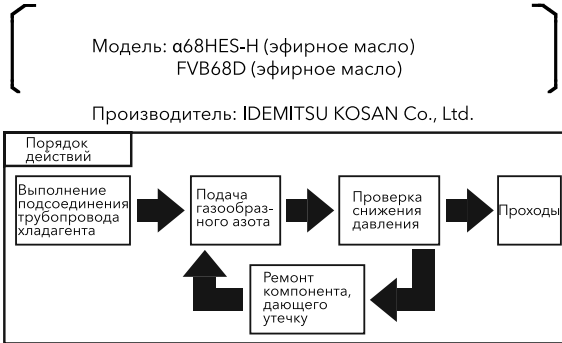 Модель: α68HES-H (эфирное масло)
FVB68D (эфирное масло)
Производитель: IDEMITSU KOSAN Co., Ltd.
Порядок
действий
Выполнение
подсоединения
трубопровода
хладагента
Подача
газообраз-
ного азота
Проверка
снижения
давления
Проходы
Ремонт
компонента,
дающего
утечку